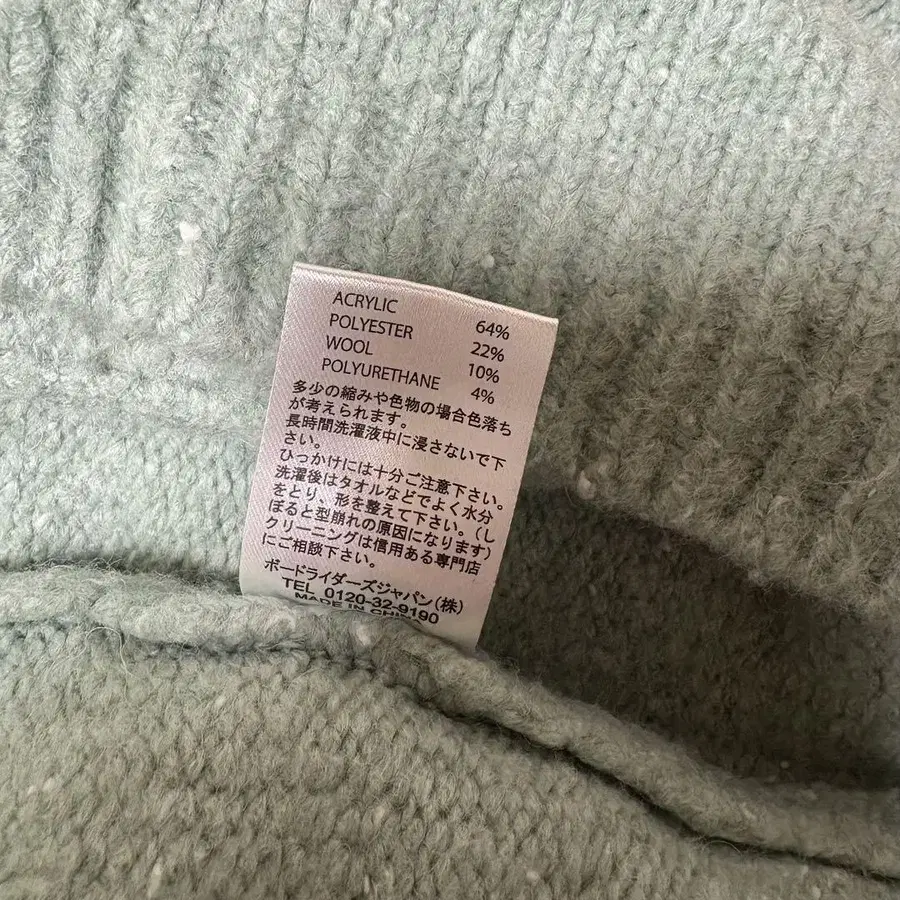 ACRYLIC 64%
POLYESTER 22%
WOOL 10%
POLYURETHANE 4%
多少の縮みや色物の場合色落ち
が考えられます。
長時間洗濯液中に浸さないで下
さい。
ひっかけには十分ご注意下さい。
洗濯後はタオルなどでよく水分
をとり、形を整えて下さい。(し
ぼると型崩れの原因になります)
クリーニングは信用ある専門店
にご相談下さい。
ボードライダーズジャパン(株)
TEL 0120-32-9190
MADE IN CHINA